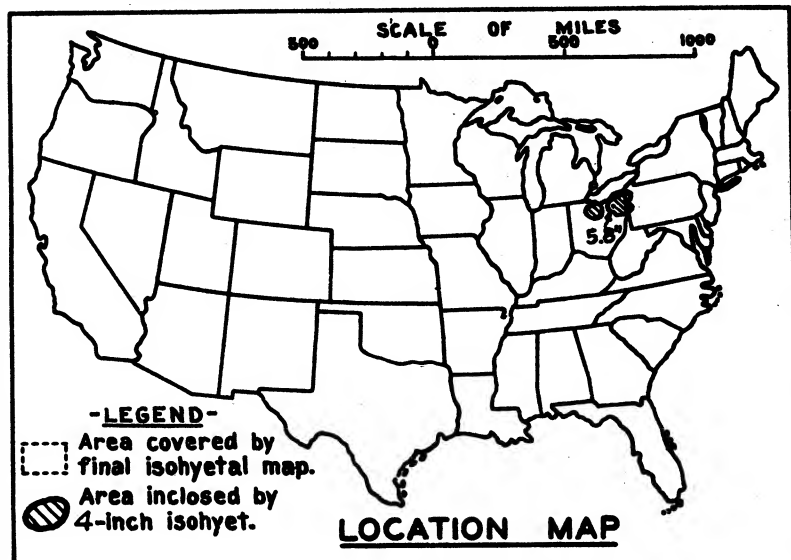 SCALE OF MILES
500 0 500 1000
5.8"
-LEGEND-
Area covered by
final isohyetal map.
Area inclosed by
4-inch isohyet.
LOCATION MAP